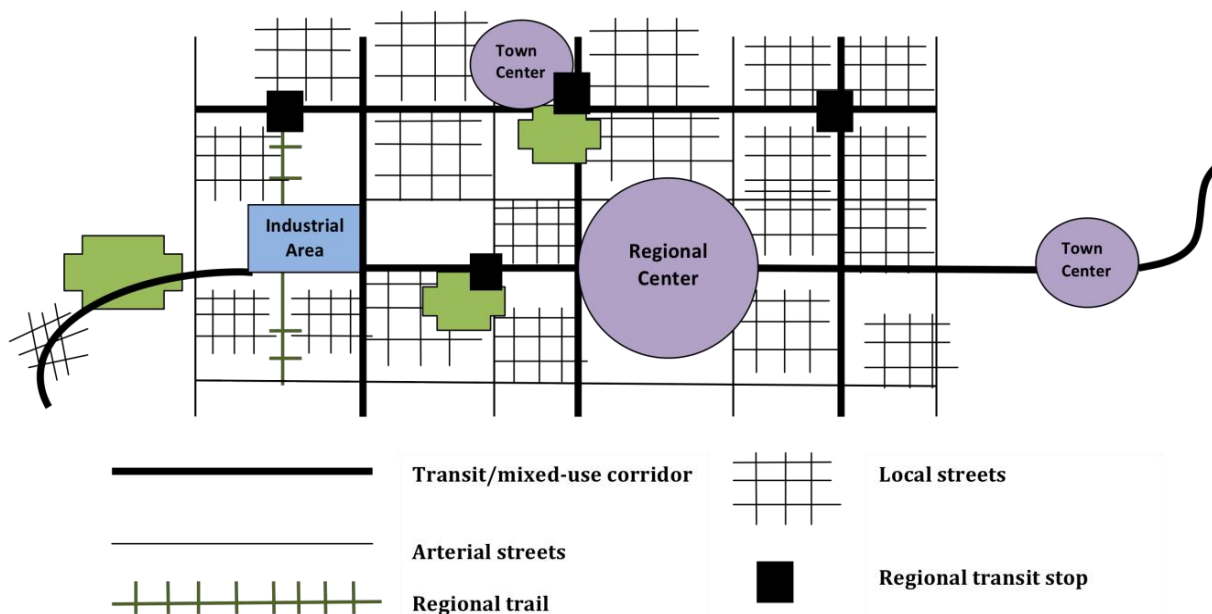 Town
Center
Industrial
Area
Regional
Center
Town
Center
Transit/mixed-use corridor
Local streets
Arterial streets
Regional transit stop
Regional trail